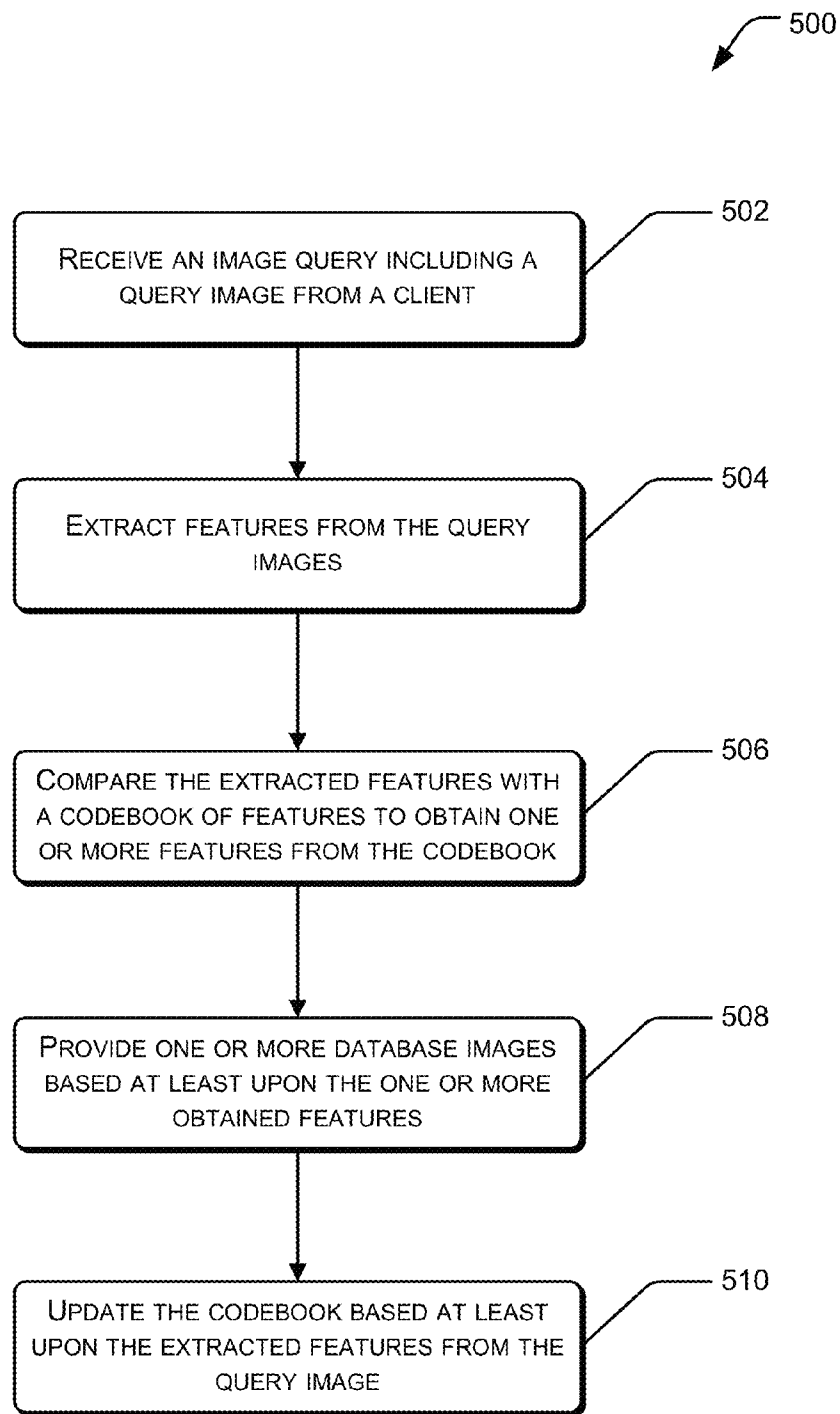 500
502
RECEIVE AN IMAGE QUERY INCLUDING A
QUERY IMAGE FROM A CLIENT
504
EXTRACT FEATURES FROM THE QUERY
IMAGES
506
COMPARE THE EXTRACTED FEATURES WITH
A CODEBOOK OF FEATURES TO OBTAIN ONE
OR MORE FEATURES FROM THE CODEBOOK
508
PROVIDE ONE OR MORE DATABASE IMAGES
BASED AT LEAST UPON THE ONE OR MORE
OBTAINED FEATURES
510
UPDATE THE CODEBOOK BASED AT LEAST
UPON THE EXTRACTED FEATURES FROM THE
QUERY IMAGE